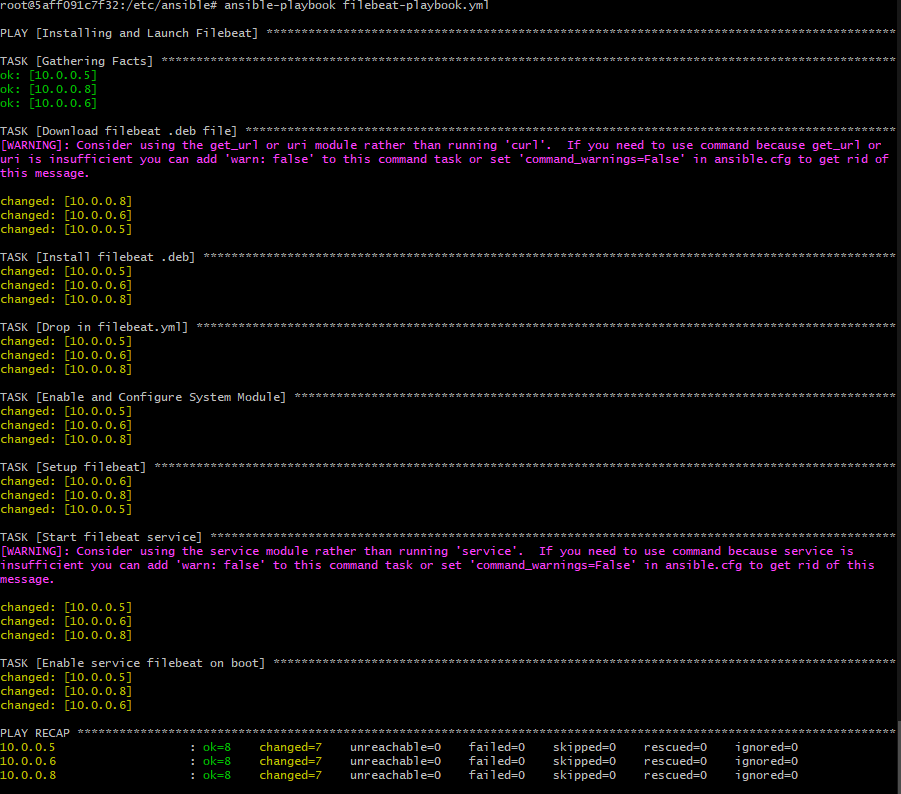 root@5aff091c7f32:/etc/ansible# ansible-playbook filebeat-playbook.yml
PLAY [Installing and Launch Filebeat] ******************************************************************************************
TASK [Gathering Facts] *********************************************************************************************************
ok: [10.0.0.5]
ok: [10.0.0.8]
ok: [10.0.0.6]
TASK [Download filebeat .deb file] *********************************************************************************************
[WARNING]: Consider using the get_url or uri module rather than running 'curl'.  If you need to use command because get_url or
uri is insufficient you can add 'warn: false' to this command task or set 'command_warnings=False' in ansible.cfg to get rid of
this message.
changed: [10.0.0.8]
changed: [10.0.0.6]
changed: [10.0.0.5]
TASK [Install filebeat .deb] ***************************************************************************************************
changed: [10.0.0.5]
changed: [10.0.0.6]
changed: [10.0.0.8]
TASK [Drop in filebeat.yml] ****************************************************************************************************
changed: [10.0.0.5]
changed: [10.0.0.6]
changed: [10.0.0.8]
TASK [Enable and Configure System Module] **************************************************************************************
changed: [10.0.0.5]
changed: [10.0.0.6]
changed: [10.0.0.8]
TASK [Setup filebeat] **********************************************************************************************************
changed: [10.0.0.6]
changed: [10.0.0.8]
changed: [10.0.0.5]
TASK [Start filebeat service] **************************************************************************************************
[WARNING]: Consider using the service module rather than running 'service'.  If you need to use command because service is
insufficient you can add 'warn: false' to this command task or set 'command_warnings=False' in ansible.cfg to get rid of this
message.
changed: [10.0.0.5]
changed: [10.0.0.6]
changed: [10.0.0.8]
TASK [Enable service filebeat on boot] *****************************************************************************************
changed: [10.0.0.5]
changed: [10.0.0.8]
changed: [10.0.0.6]
PLAY RECAP *********************************************************************************************************************
10.0.0.5                   : ok=8    changed=7    unreachable=0    failed=0    skipped=0    rescued=0    ignored=0
10.0.0.6                   : ok=8    changed=7    unreachable=0    failed=0    skipped=0    rescued=0    ignored=0
10.0.0.8                   : ok=8    changed=7    unreachable=0    failed=0    skipped=0    rescued=0    ignored=0